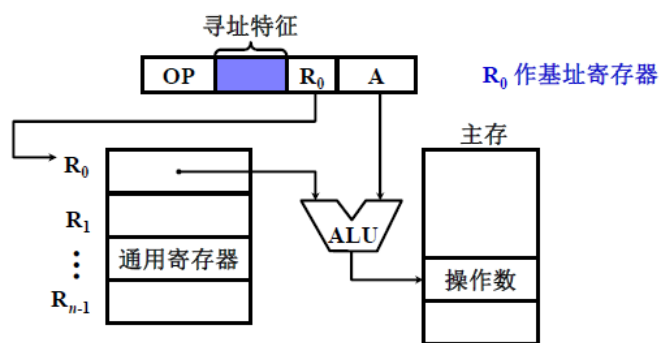 寻址特征
OP R₀ A
R₀ 作基址寄存器
主存
R₀
R₁
ALU
通用寄存器
⋮
操作数
Rₙ₋₁